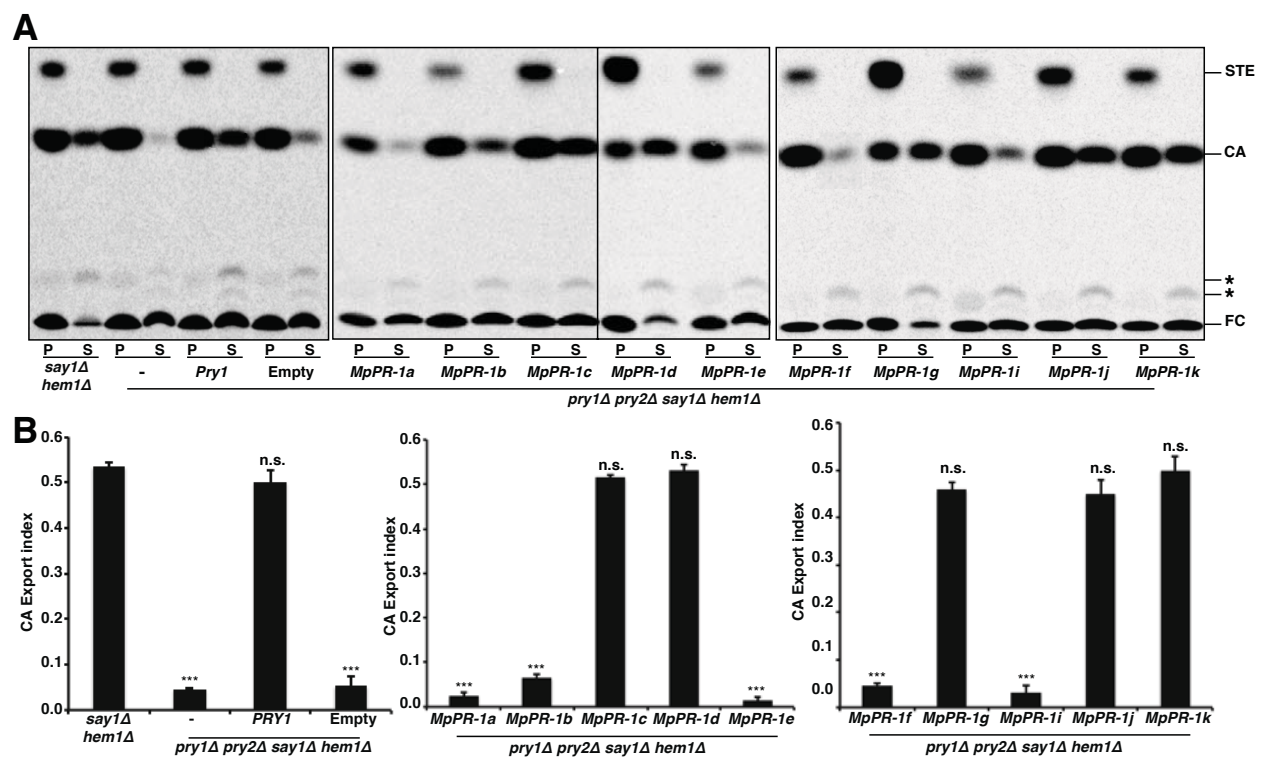 A
STE
CA
*
*
FC
P S P S P S P S P S P S P S P S P S P S P S P S P S P S
say1Δ hem1Δ - Pry1 Empty MpPR-1a MpPR-1b MpPR-1c MpPR-1d MpPR-1e MpPR-1f MpPR-1g MpPR-1i MpPR-1j MpPR-1k
pry1Δ pry2Δ say1Δ hem1Δ
B
CA Export index
0.6
0.5
0.4
0.3
0.2
0.1
0.0
n.s.
*** ***
say1Δ hem1Δ - PRY1 Empty
pry1Δ pry2Δ say1Δ hem1Δ
CA Export index
0.6
0.5
0.4
0.3
0.2
0.1
0.0
*** *** n.s. n.s. ***
MpPR-1a MpPR-1b MpPR-1c MpPR-1d MpPR-1e
pry1Δ pry2Δ say1Δ hem1Δ
CA Export index
0.6
0.5
0.4
0.3
0.2
0.1
0.0
*** n.s. *** n.s. n.s.
MpPR-1f MpPR-1g MpPR-1i MpPR-1j MpPR-1k
pry1Δ pry2Δ say1Δ hem1Δ